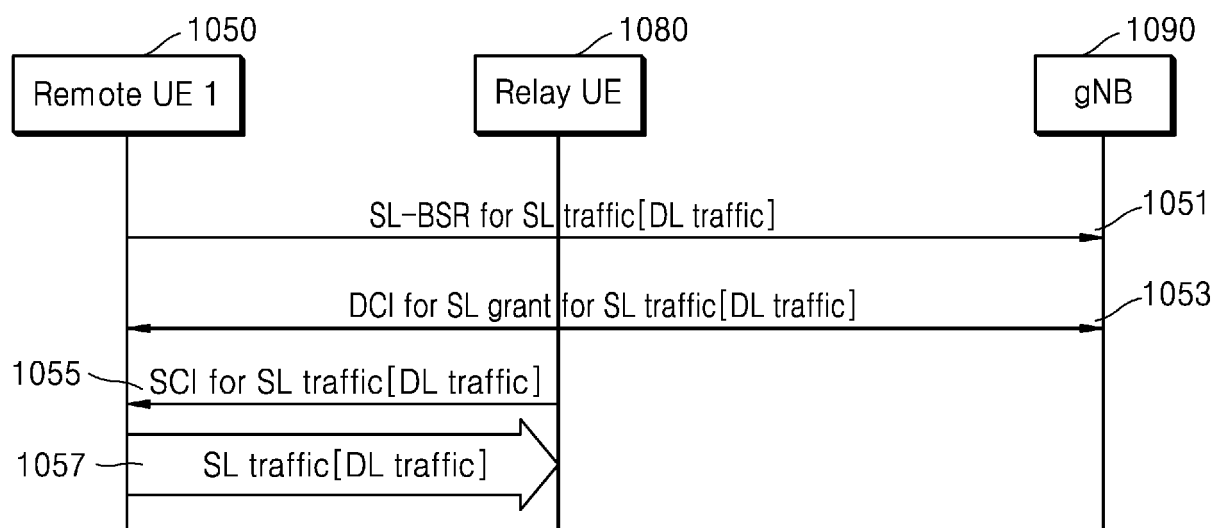 1050
1080
1090
Remote UE 1
Relay UE
gNB
SL-BSR for SL traffic[DL traffic]
1051
DCI for SL grant for SL traffic[DL traffic]
1053
1055
SCI for SL traffic[DL traffic]
1057
SL traffic[DL traffic]